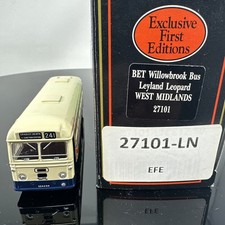 Exclusive
First
Editions
BET Willowbrook Bus
Leyland Leopard
WEST MIDLANDS
27101
241
27101-LN
EFE